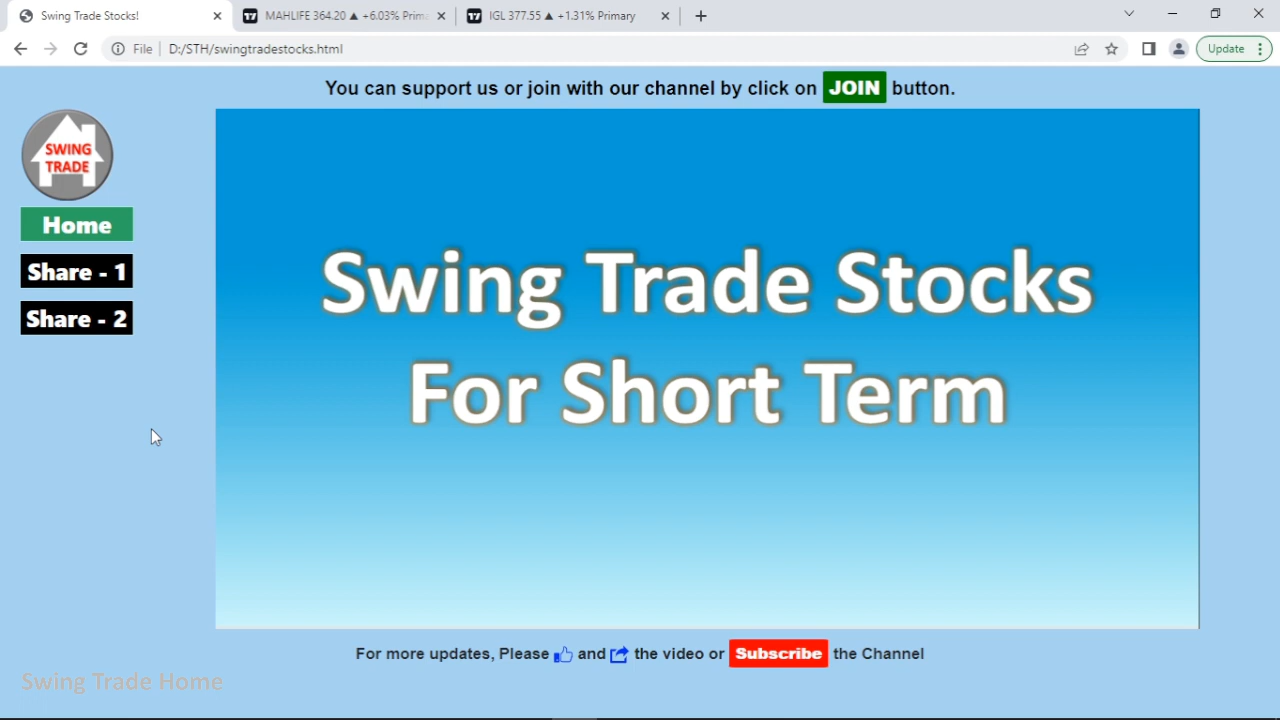 Swing Trade Stocks!
MAHLIFE 364.20 ▲ +6.03% Prima
IGL 377.55 ▲ +1.31% Primary
File
D:/STH/swingtradestocks.html
Update
You can support us or join with our channel by click on JOIN button.
SWING
TRADE
Home
Share - 1
Share - 2
Swing Trade Stocks
For Short Term
For more updates, Please and the video or Subscribe the Channel
Swing Trade Home